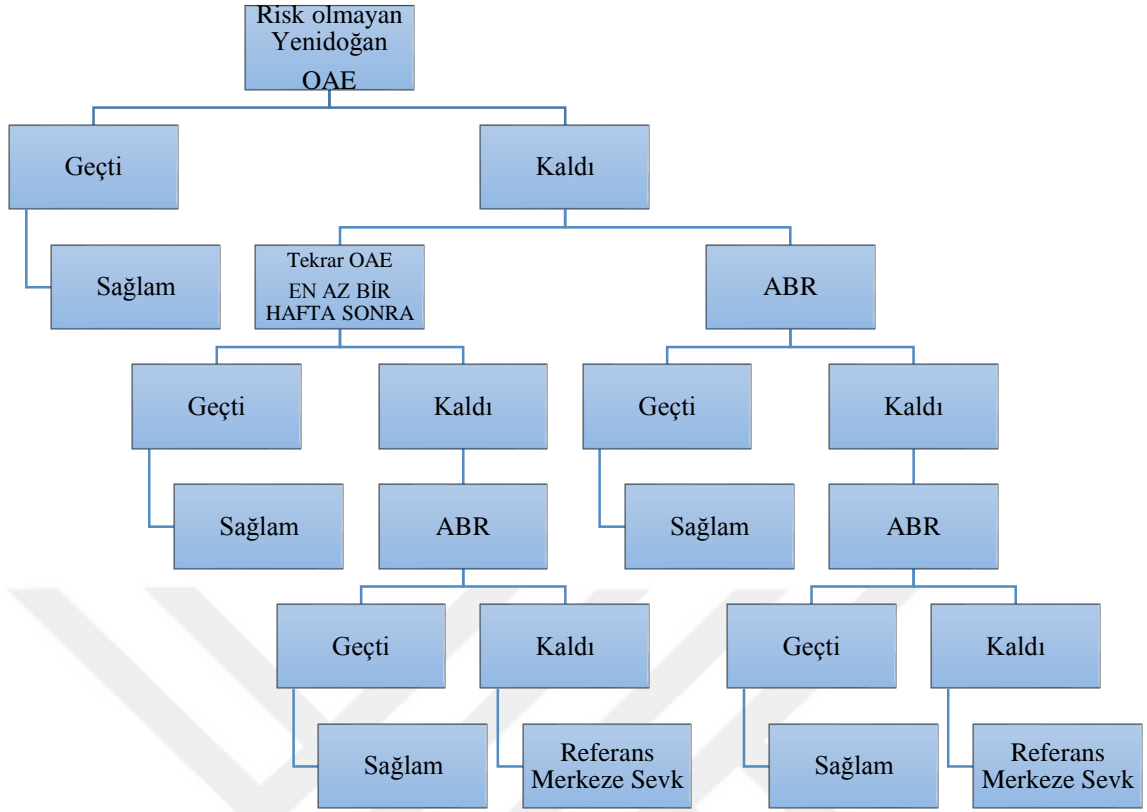 Risk olmayan
Yenidoğan
OAE
Geçti
Kaldı
Sağlam
Tekrar OAE
EN AZ BİR
HAFTA SONRA
ABR
Geçti
Kaldı
Geçti
Kaldı
Sağlam
ABR
Sağlam
ABR
Geçti
Kaldı
Geçti
Kaldı
Sağlam
Referans
Merkeze Sevk
Sağlam
Referans
Merkeze Sevk